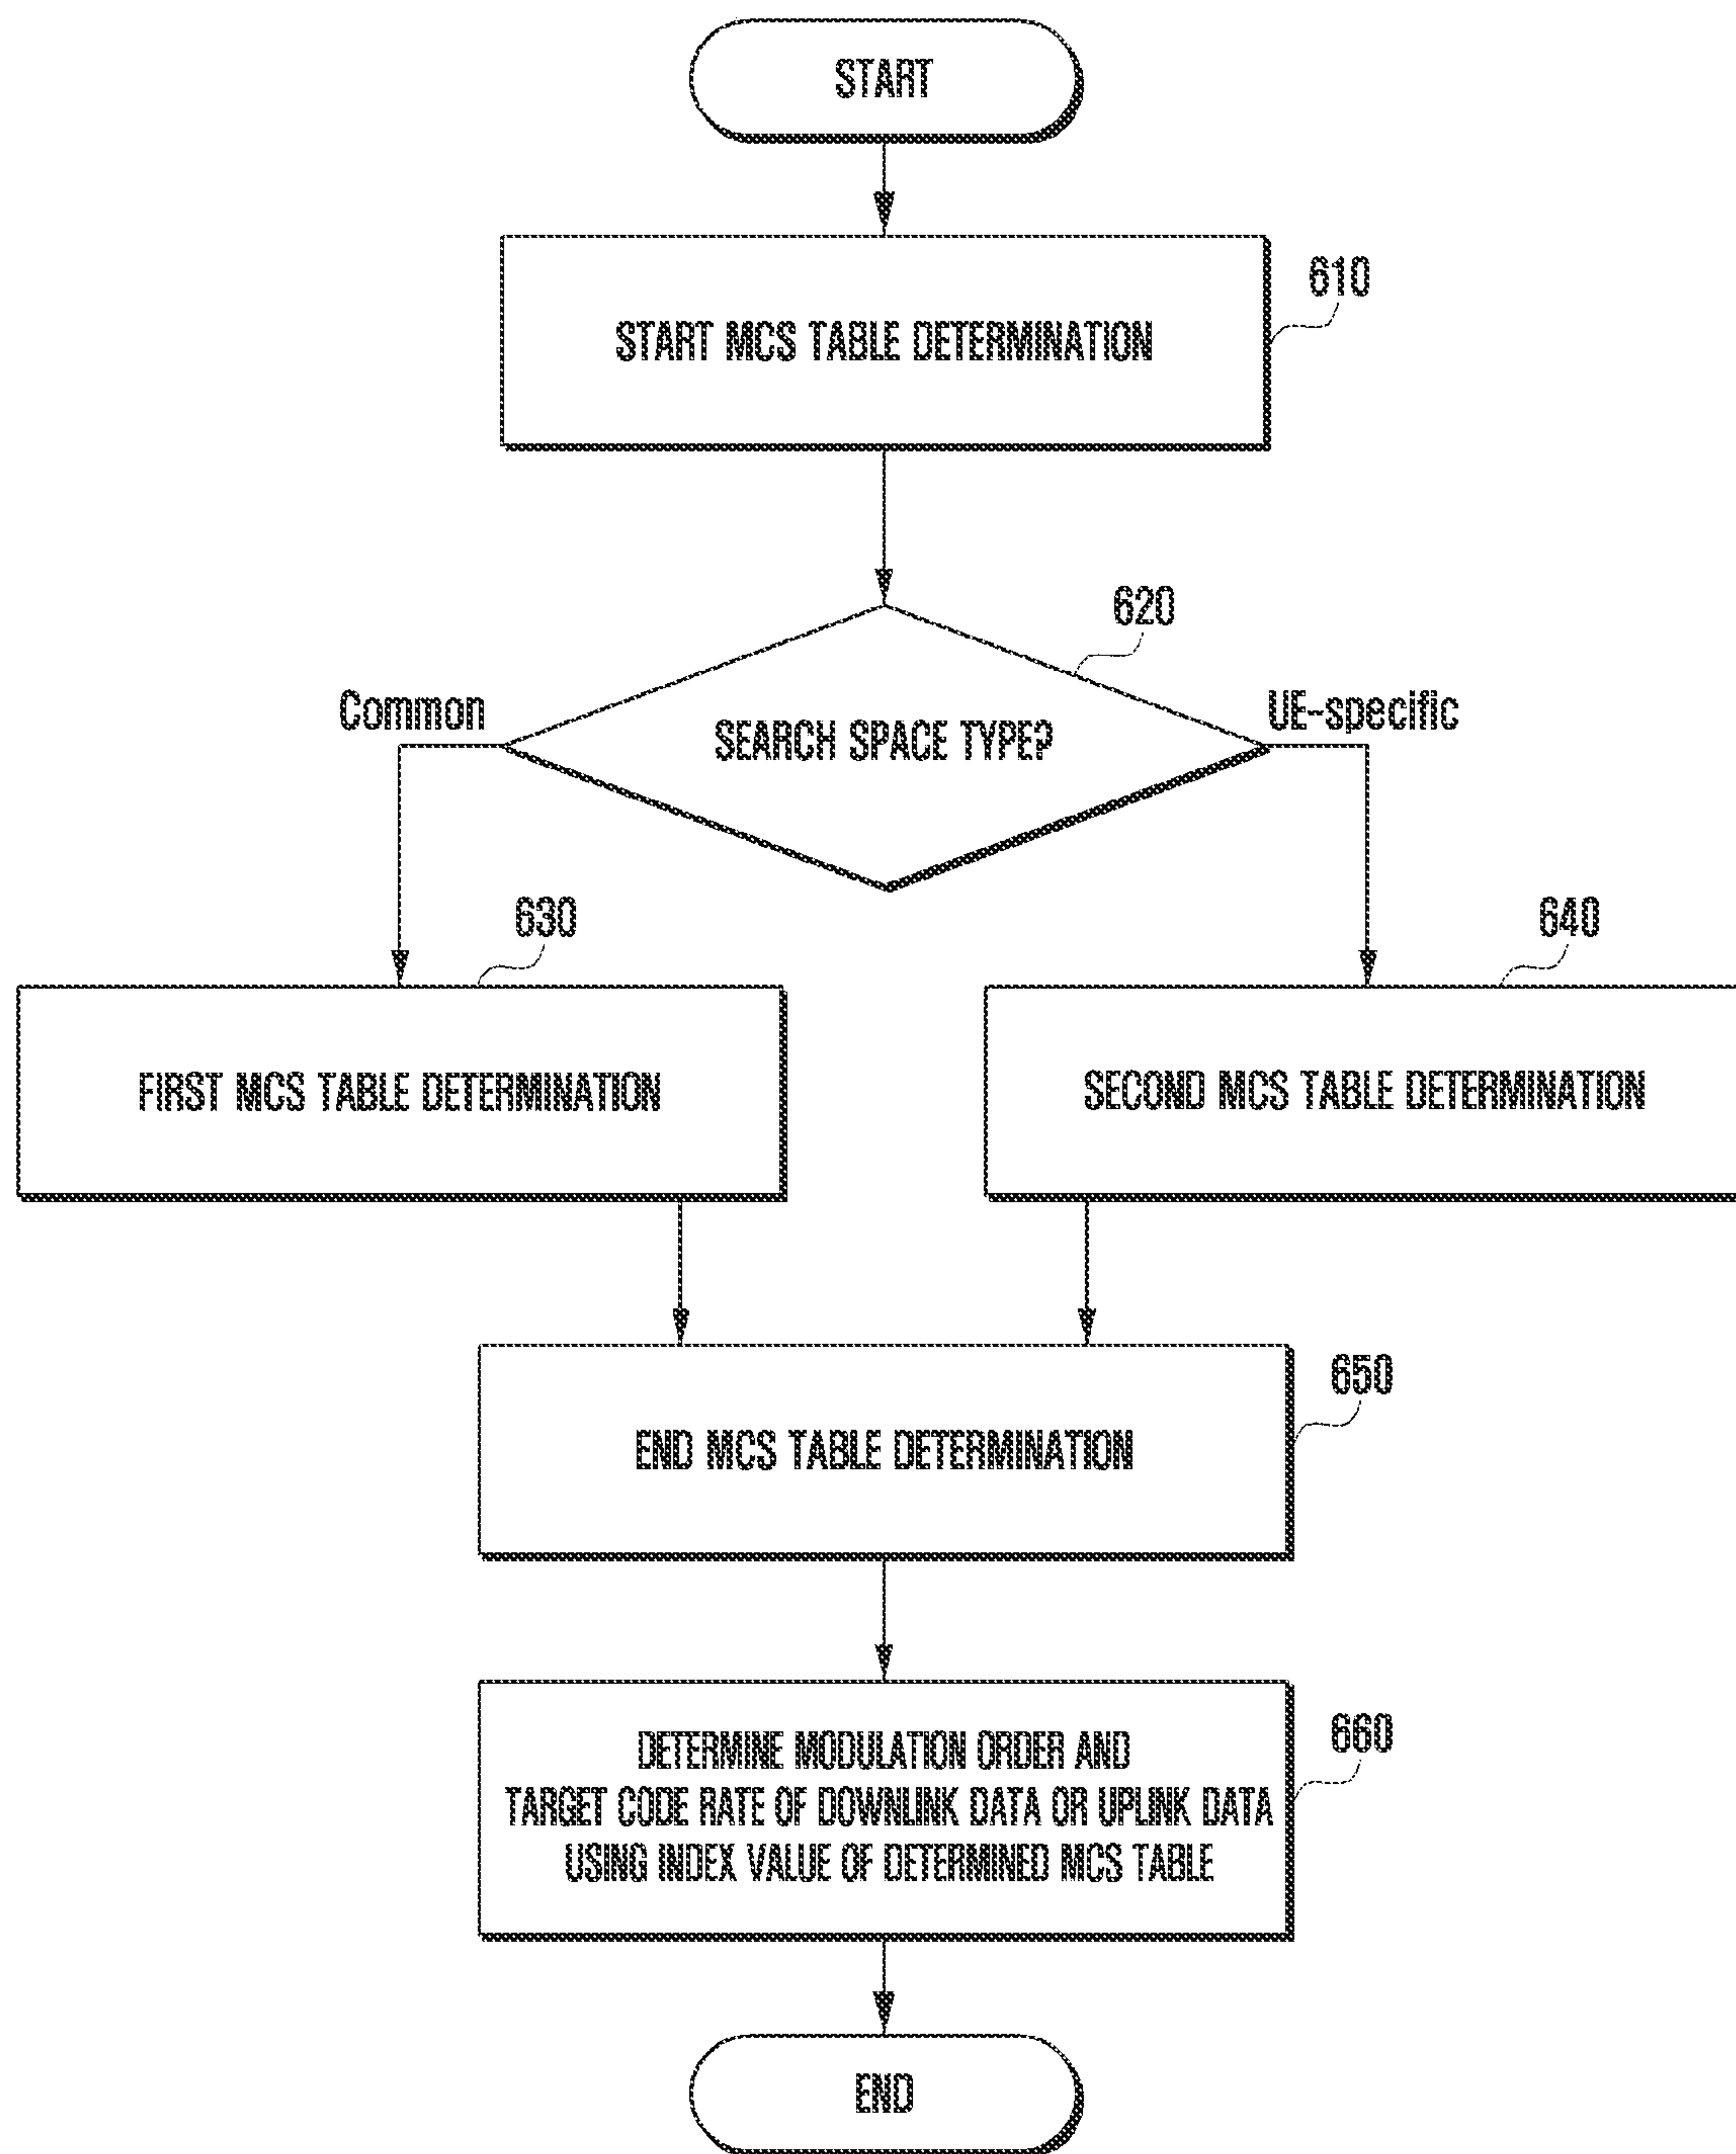 START
610
START MCS TABLE DETERMINATION
620
Common
UE-specific
SEARCH SPACE TYPE?
630
640
FIRST MCS TABLE DETERMINATION
SECOND MCS TABLE DETERMINATION
650
END MCS TABLE DETERMINATION
660
DETERMINE MODULATION ORDER AND
TARGET CODE RATE OF DOWNLINK DATA OR UPLINK DATA
USING INDEX VALUE OF DETERMINED MCS TABLE
END